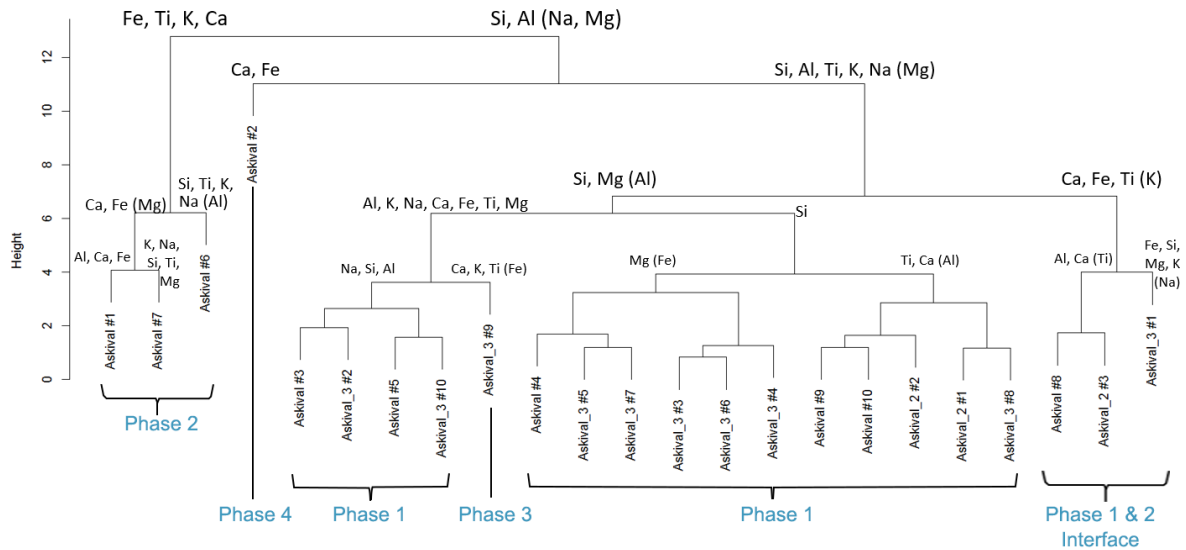 Fe, Ti, K, Ca
Si, Al (Na, Mg)
Ca, Fe
Si, Al, Ti, K, Na (Mg)
Si, Mg (Al)
Ca, Fe, Ti (K)
Si, Ti, K,
Na (Al)
Ca, Fe (Mg)
Al, K, Na, Ca, Fe, Ti, Mg
Si
K, Na,
Si, Ti,
Mg
Al, Ca, Fe
Na, Si, Al
Ca, K, Ti (Fe)
Mg (Fe)
Ti, Ca (Al)
Al, Ca (Ti)
Fe, Si,
Mg, K
(Na)
Height
12
10
8
6
4
2
0
Askival #1
Askival #7
Askival #6
Askival #2
Askival #3
Askival_3 #2
Askival #5
Askival_3 #10
Askival_3 #9
Askival #4
Askival_3 #5
Askival_3 #7
Askival_3 #3
Askival_3 #6
Askival_3 #4
Askival #9
Askival #10
Askival_2 #2
Askival_2 #1
Askival_3 #8
Askival #8
Askival_2 #3
Askival_3 #1
Phase 2
Phase 4
Phase 1
Phase 3
Phase 1
Phase 1 & 2
Interface